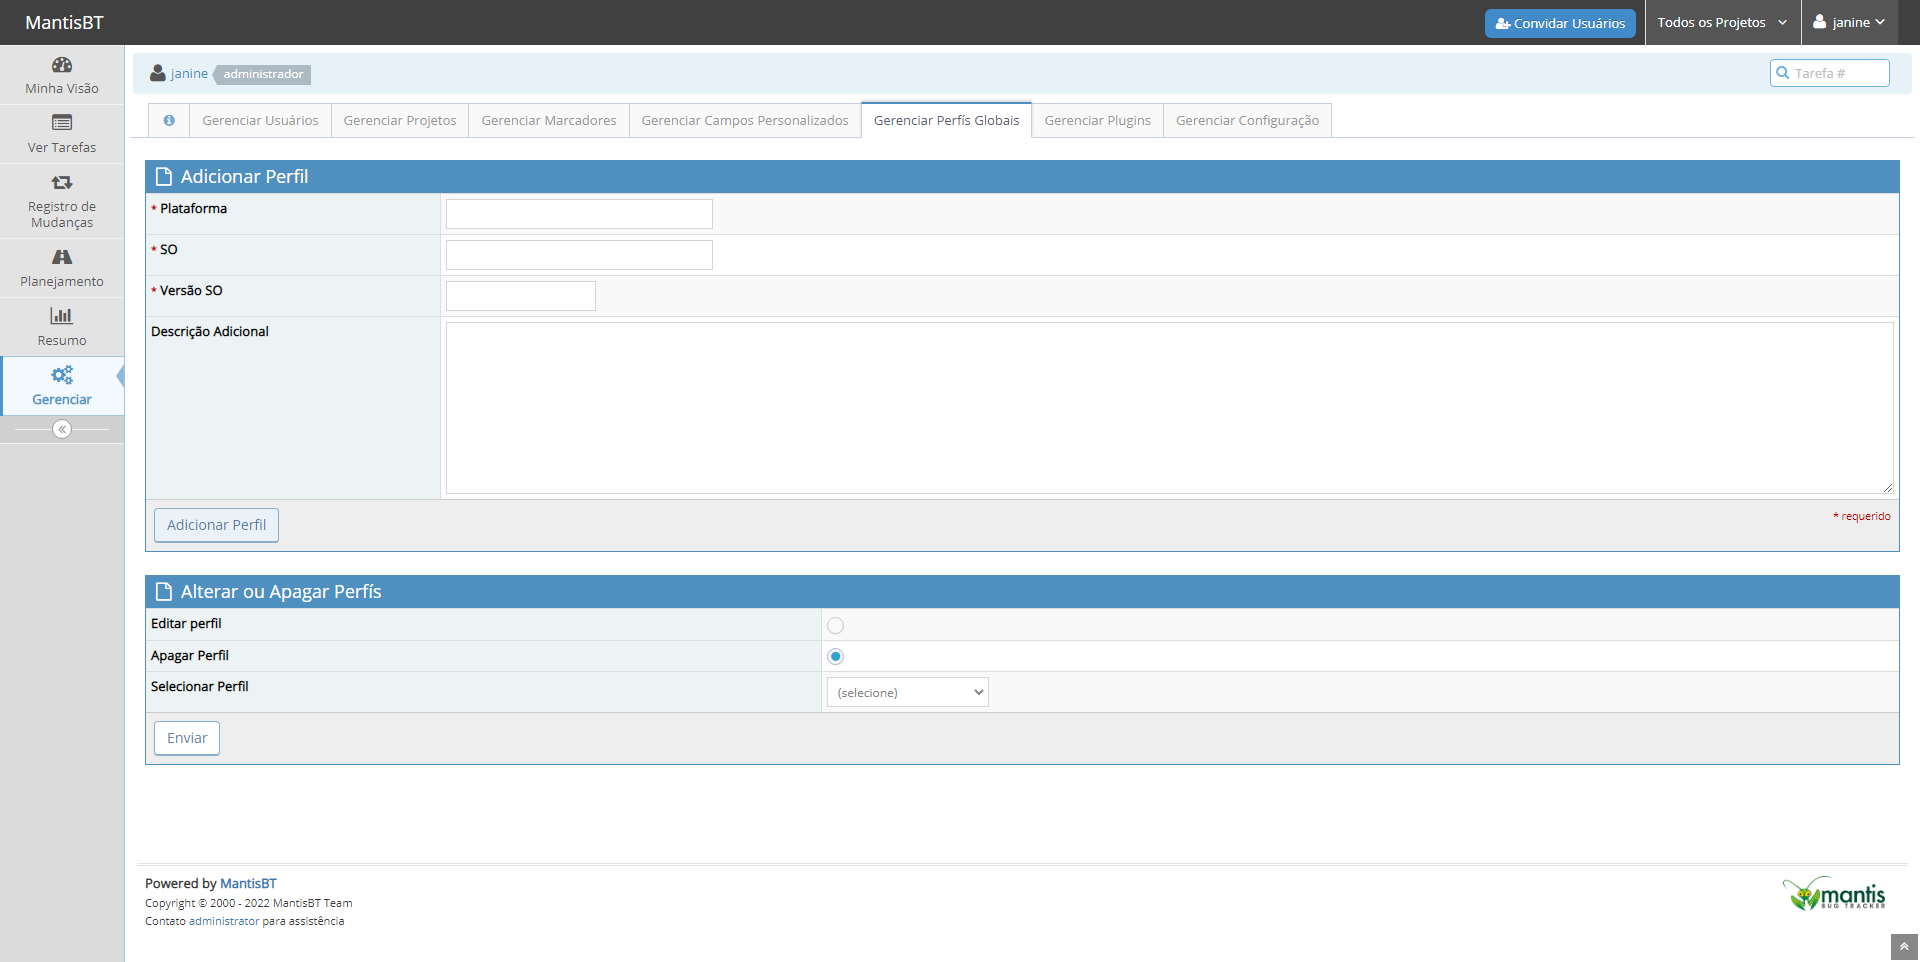 MantisBT
Convidar Usuários
Todos os Projetos
janine
Minha Visão
Ver Tarefas
Registro de
Mudanças
Planejamento
Resumo
Gerenciar
janine administrador
Tarefa #
Gerenciar Usuários
Gerenciar Projetos
Gerenciar Marcadores
Gerenciar Campos Personalizados
Gerenciar Perfís Globais
Gerenciar Plugins
Gerenciar Configuração
Adicionar Perfil
* Plataforma
* SO
* Versão SO
Descrição Adicional
Adicionar Perfil
* requerido
Alterar ou Apagar Perfís
Editar perfil
Apagar Perfil
Selecionar Perfil
(selecione)
Enviar
Powered by MantisBT
Copyright © 2000 - 2022 MantisBT Team
Contato administrator para assistência
mantis
BUG TRACKER